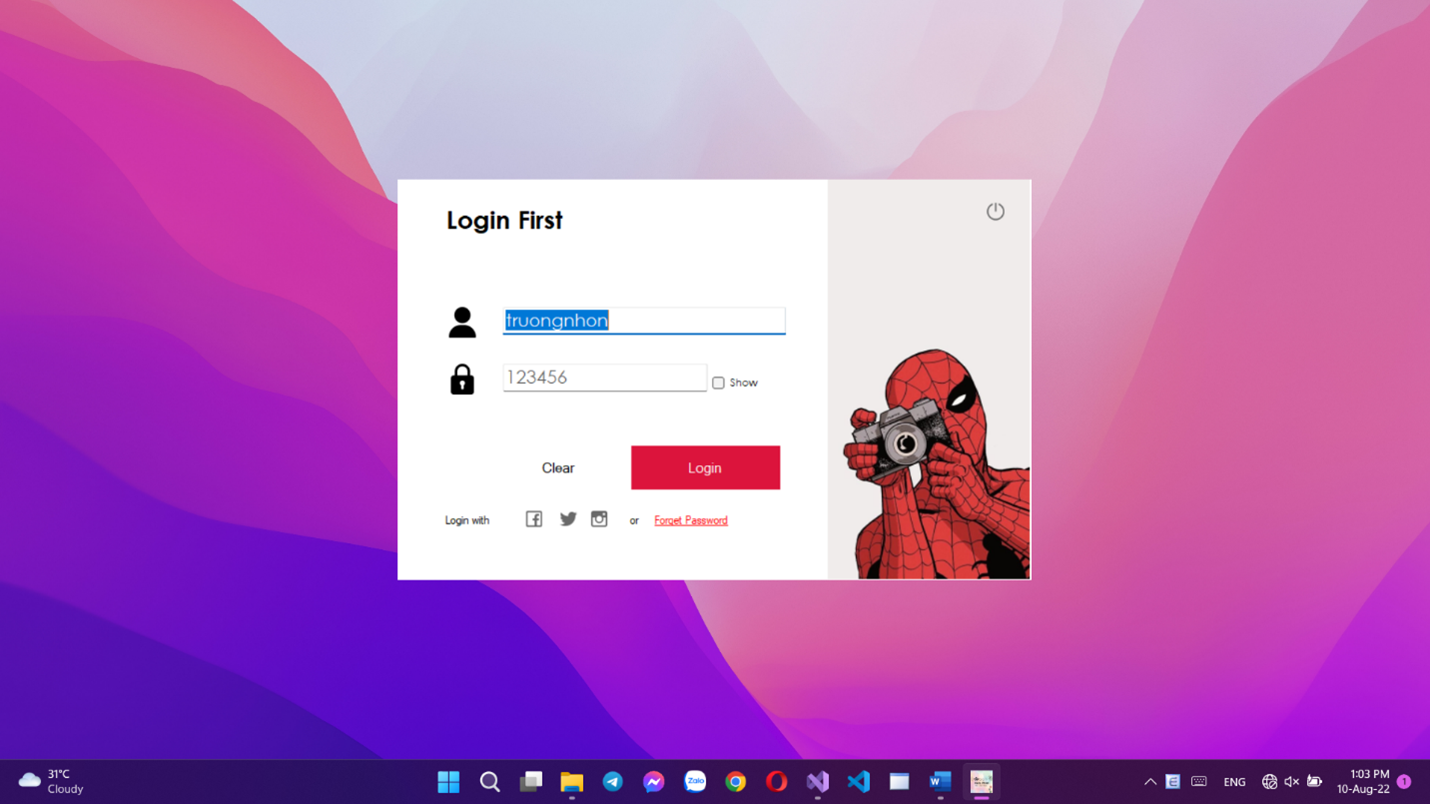 Login First
truongnhon
123456
Show
Clear
Login
Login with
or
Forget Password
31°C
Cloudy
Zalo
ENG
1:03 PM
10-Aug-22
1